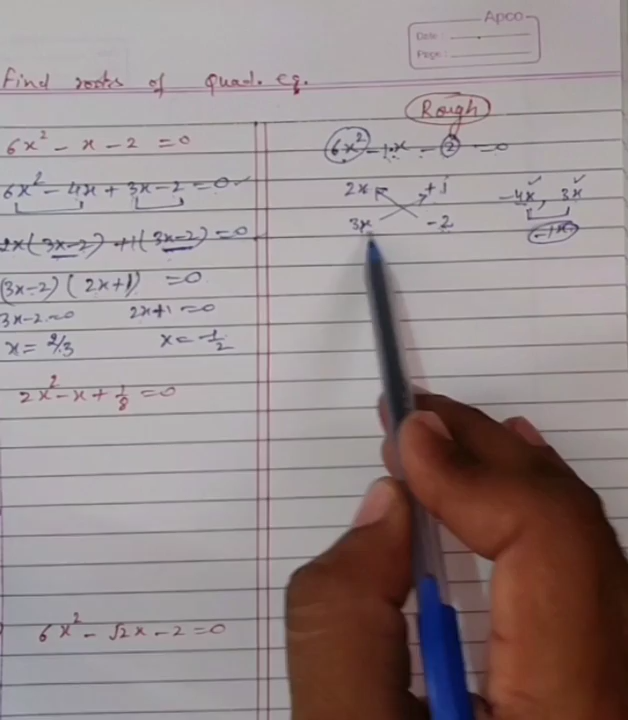 Apco
Date :
Page :
Find roots of Quad. eq.
Rough
6x² - x - 2 = 0
6x² - 1x - 2 = 0
6x² - 4x + 3x - 2 = 0
2x +1
-4x, 3x
3x -2
-1x
2x(3x-2) +1(3x-2) = 0
(3x-2) (2x+1) = 0
3x-2=0 2x+1=0
x = 2/3 x = -1/2
2x² - x + 1/8 = 0
6x² - √2x - 2 = 0